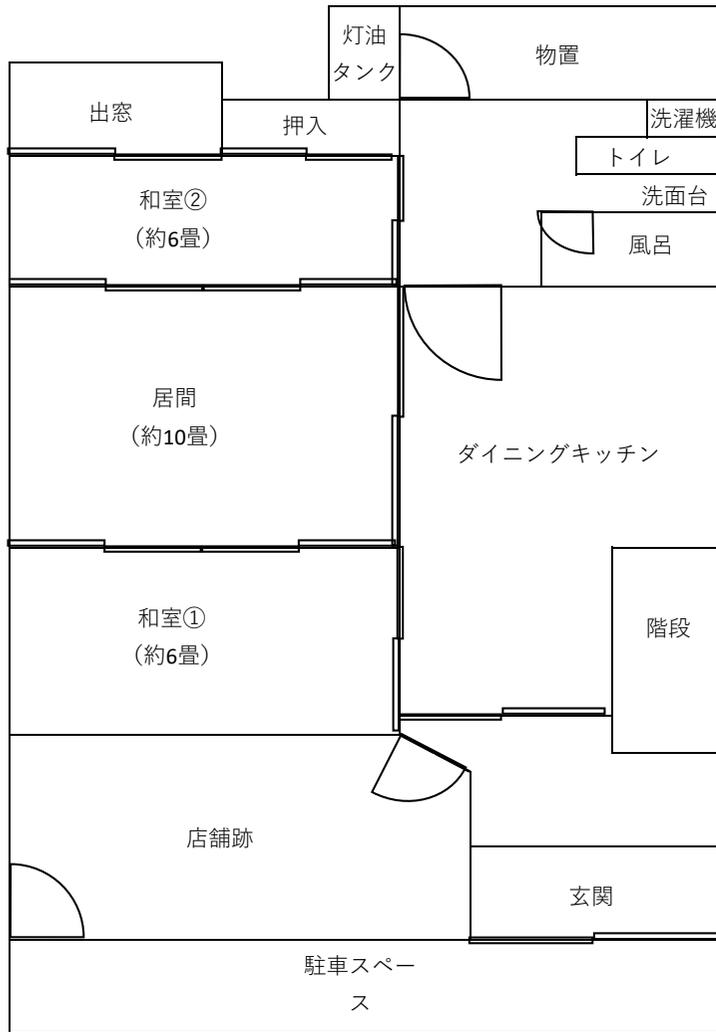 灯油
タンク
物置
出窓
押入
洗濯機
トイレ
洗面台
和室②
（約6畳）
風呂
居間
（約10畳）
ダイニングキッチン
和室①
（約6畳）
階段
店舗跡
玄関
駐車スペー
ス